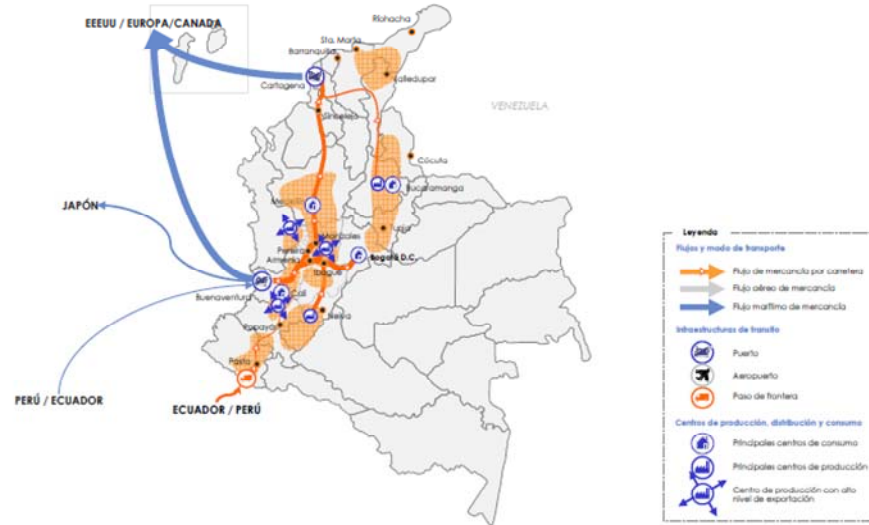 EEEUU / EUROPA/CANADA
Ríohacha
Sta. Marta
Barranquilla
Valledupar
Cartagena
VENEZUELA
Sincelejo
Cúcuta
Bucaramanga
Medellín
JAPÓN
Manizales
Pereira
Armenia
Bogotá D.C.
Ibagué
Buenaventura
Cali
Neiva
Popayán
Pasto
PERÚ / ECUADOR
ECUADOR / PERÚ
Leyenda
Flujos y modo de transporte
Flujo de mercancía por carretera
Flujo aéreo de mercancía
Flujo marítimo de mercancía
Infraestructuras de transito
Puerto
Aeropuerto
Paso de frontera
Centros de producción, distribución y consumo
Principales centros de consumo
Principales centros de producción
Centro de producción con alto
nivel de exportación